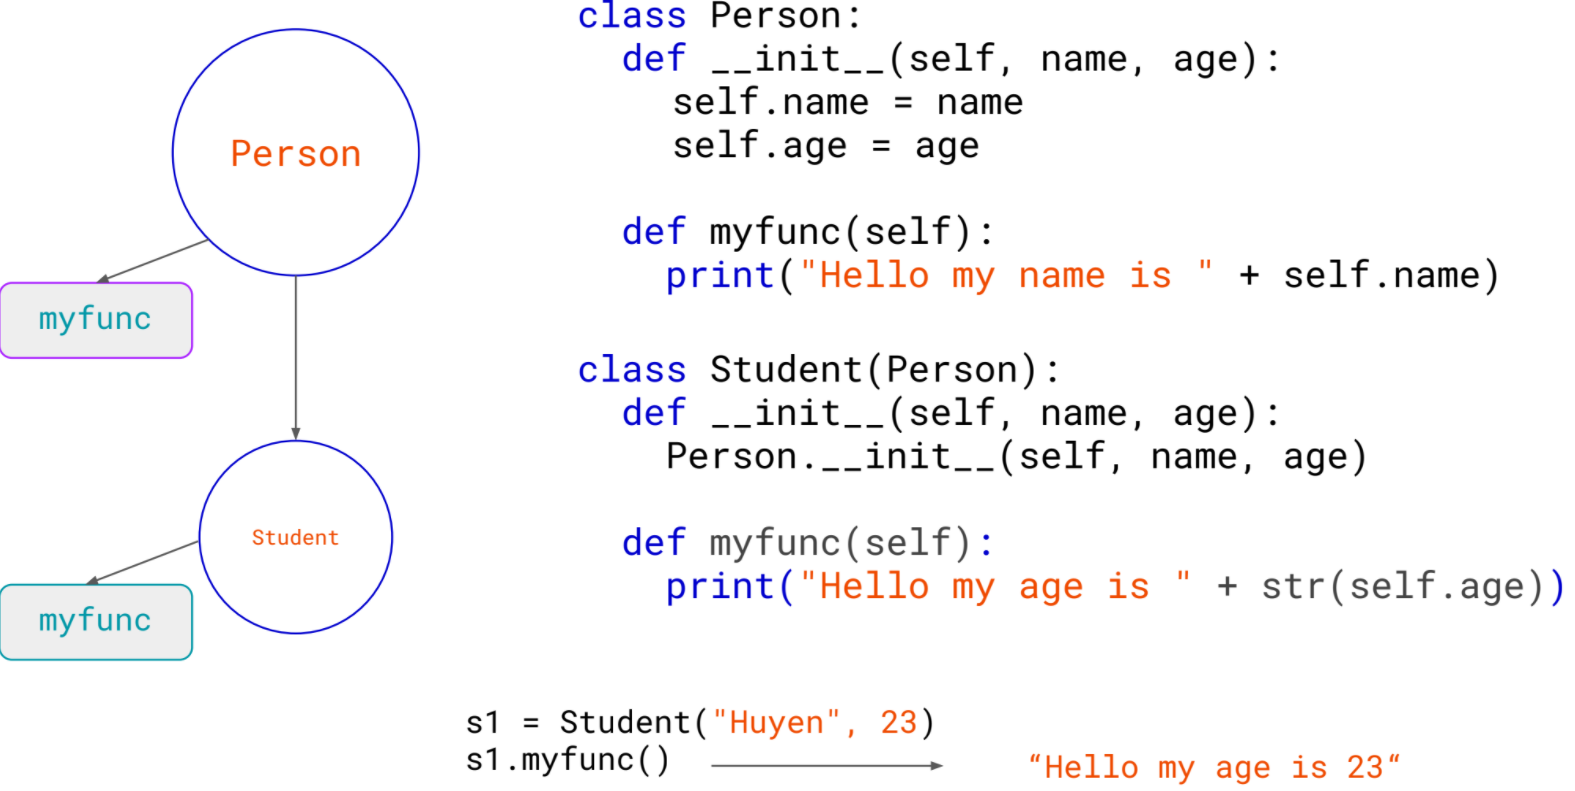 Person
myfunc
Student
myfunc
class Person:
  def __init__(self, name, age):
    self.name = name
    self.age = age

  def myfunc(self):
    print("Hello my name is " + self.name)

class Student(Person):
  def __init__(self, name, age):
    Person.__init__(self, name, age)

  def myfunc(self):
    print("Hello my age is " + str(self.age))

s1 = Student("Huyen", 23)
s1.myfunc()
“Hello my age is 23“